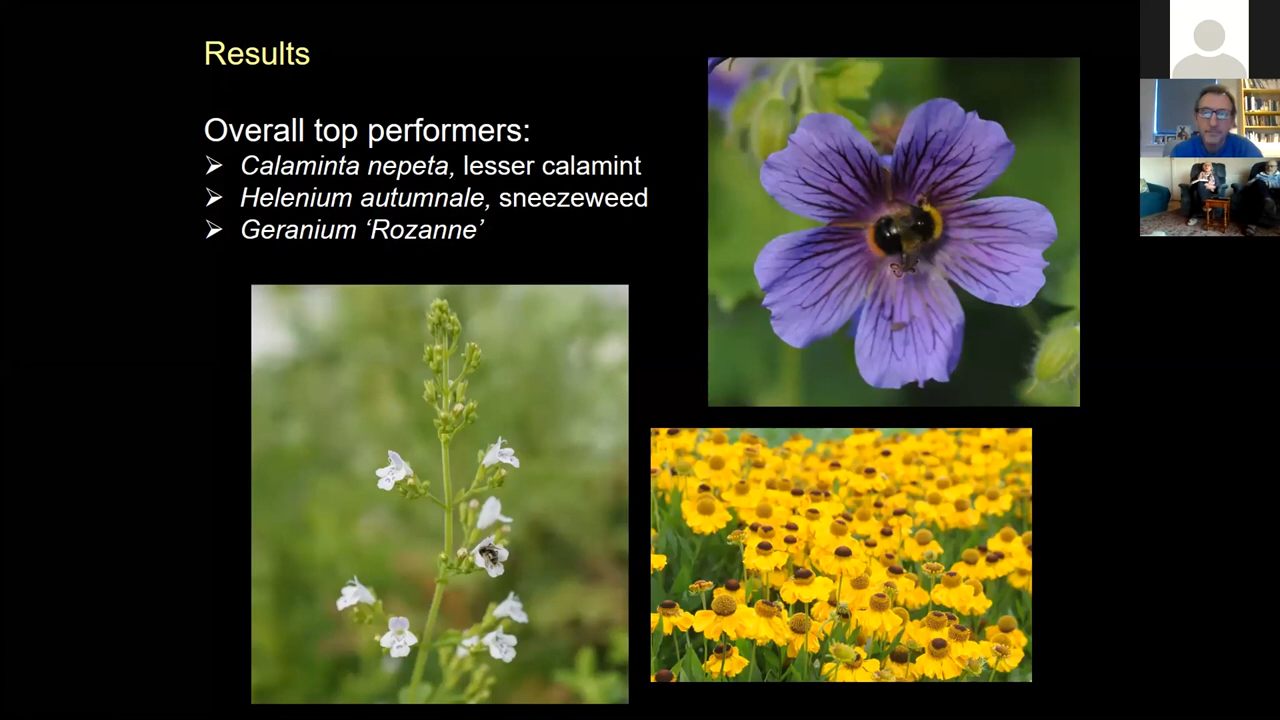 Results
Overall top performers:
➢ Calaminta nepeta, lesser calamint
➢ Helenium autumnale, sneezeweed
➢ Geranium ‘Rozanne’